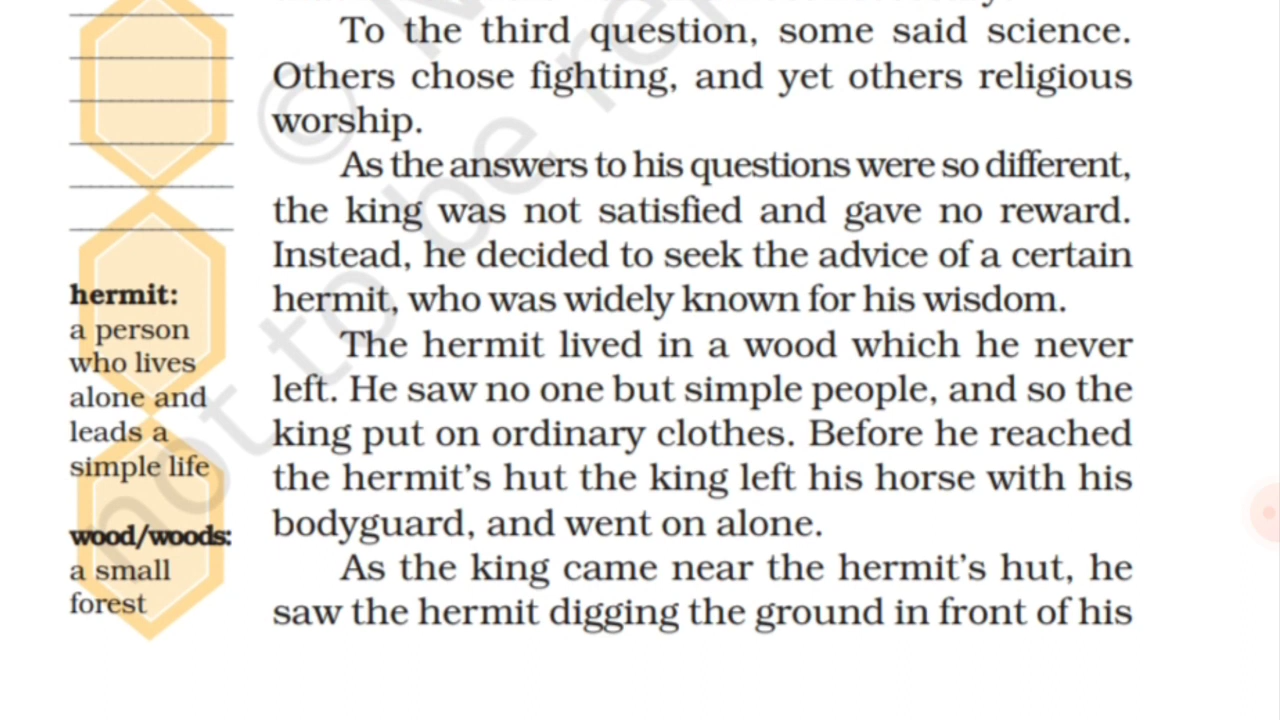 To the third question, some said science.
Others chose fighting, and yet others religious
worship.
As the answers to his questions were so different,
the king was not satisfied and gave no reward.
Instead, he decided to seek the advice of a certain
hermit, who was widely known for his wisdom.
The hermit lived in a wood which he never
left. He saw no one but simple people, and so the
king put on ordinary clothes. Before he reached
the hermit's hut the king left his horse with his
bodyguard, and went on alone.
As the king came near the hermit's hut, he
saw the hermit digging the ground in front of his
hermit:
a person
who lives
alone and
leads a
simple life
wood/woods:
a small
forest
not to be